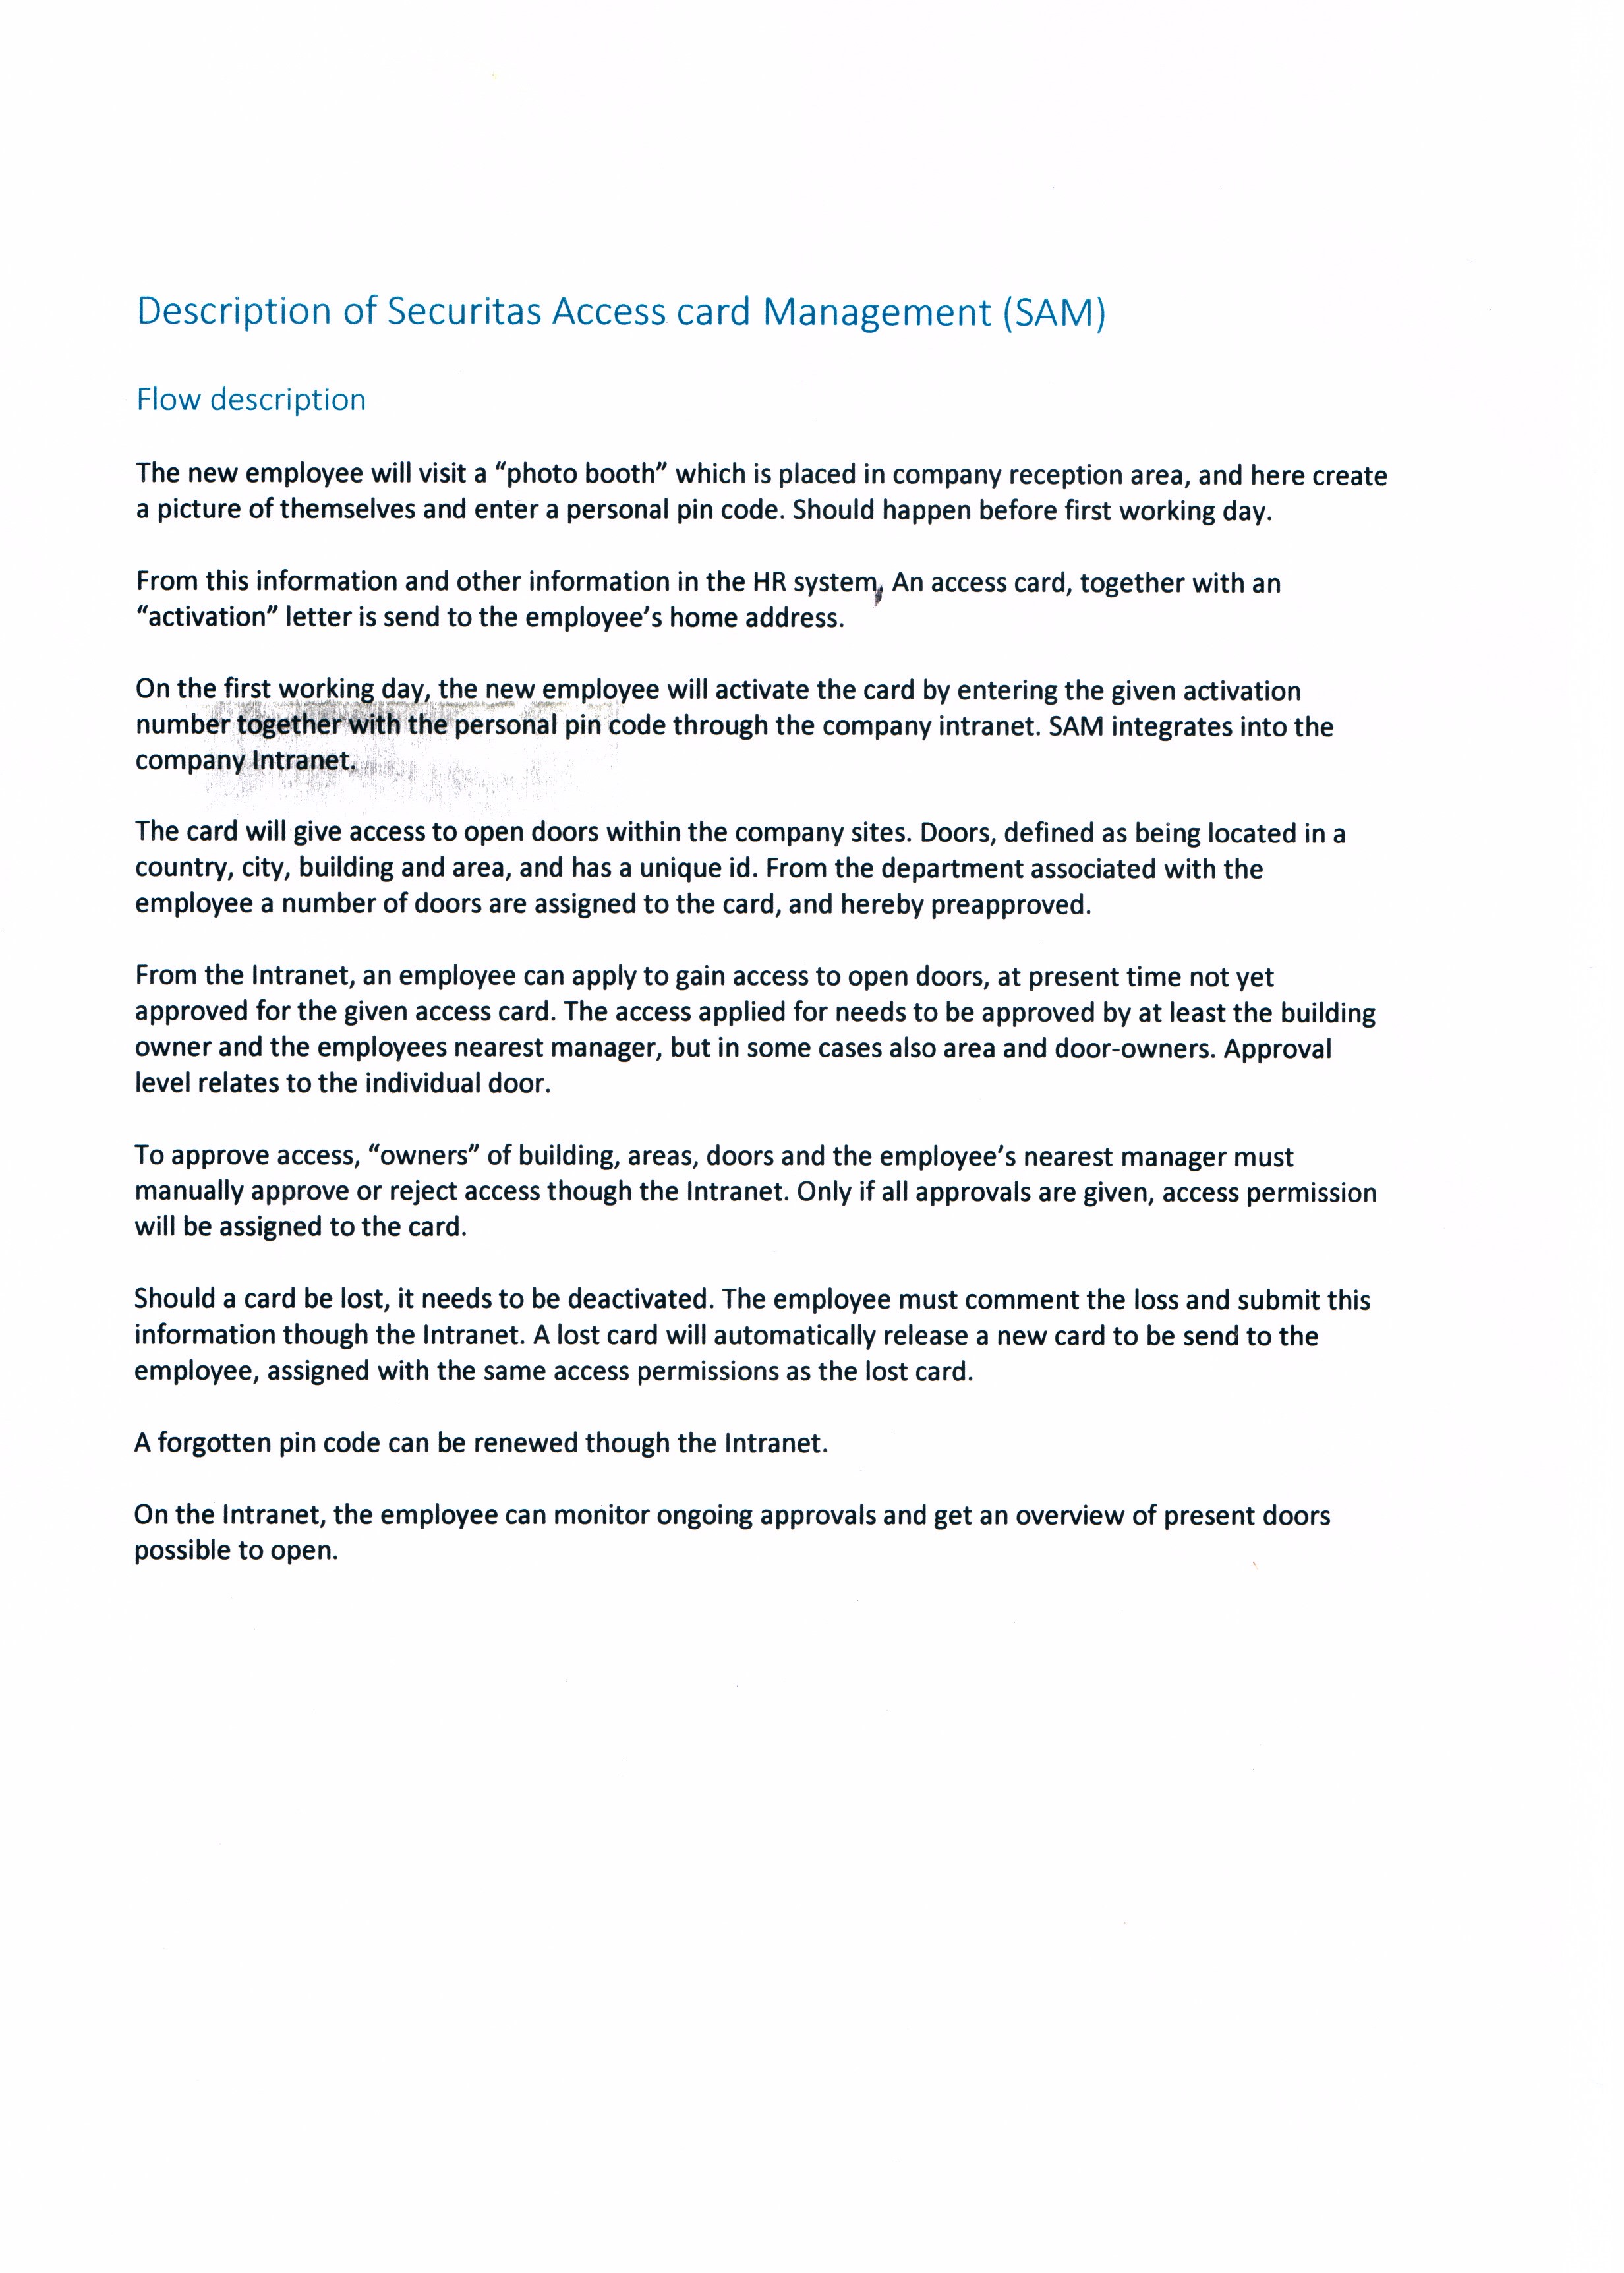 Description of Securitas Access card Management (SAM)
Flow description
The new employee will visit a “photo booth” which is placed in company reception area, and here create
a picture of themselves and enter a personal pin code. Should happen before first working day.
From this information and other information in the HR system, An access card, together with an
“activation” letter is send to the employee’s home address.
On the first working day, the new employee will activate the card by entering the given activation
number together with the personal pin code through the company intranet. SAM integrates into the
company Intranet.
The card will give access to open doors within the company sites. Doors, defined as being located in a
country, city, building and area, and has a unique id. From the department associated with the
employee a number of doors are assigned to the card, and hereby preapproved.
From the Intranet, an employee can apply to gain access to open doors, at present time not yet
approved for the given access card. The access applied for needs to be approved by at least the building
owner and the employees nearest manager, but in some cases also area and door-owners. Approval
level relates to the individual door.
To approve access, “owners” of building, areas, doors and the employee’s nearest manager must
manually approve or reject access though the Intranet. Only if all approvals are given, access permission
will be assigned to the card.
Should a card be lost, it needs to be deactivated. The employee must comment the loss and submit this
information though the Intranet. A lost card will automatically release a new card to be send to the
employee, assigned with the same access permissions as the lost card.
A forgotten pin code can be renewed though the Intranet.
On the Intranet, the employee can monitor ongoing approvals and get an overview of present doors
possible to open.